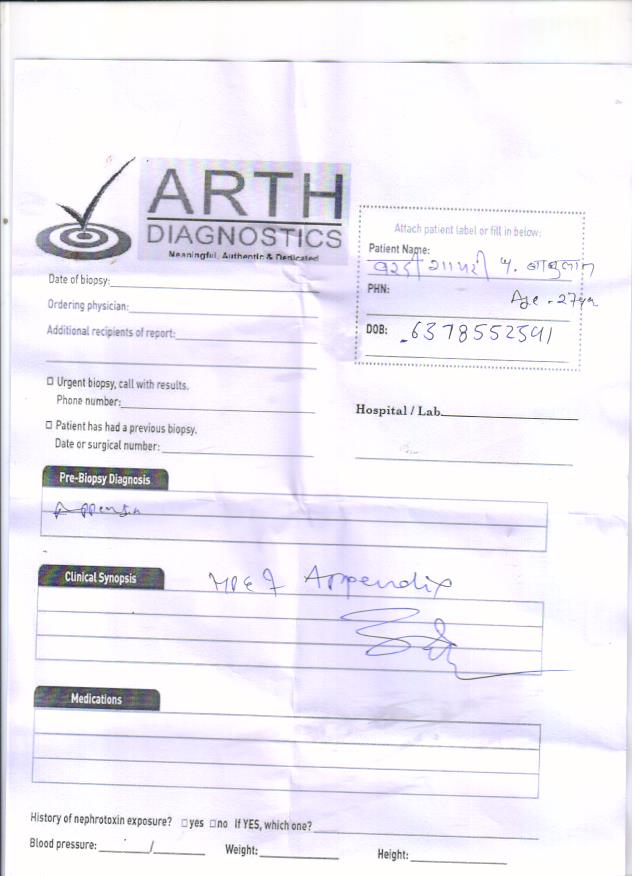 ARTH
DIAGNOSTICS
Meaningful, Authentic & Dedicated
Attach patient label or fill in below:
Patient Name:
PHN:
Age - 27yr
DOB: 6378552591
Date of biopsy:
Ordering physician:
Additional recipients of report:
☐ Urgent biopsy, call with results.
Phone number:
☐ Patient has had a previous biopsy.
Date or surgical number:
Hospital / Lab
Pre-Biopsy Diagnosis
Clinical Synopsis
HPE of Appendix
Medications
History of nephrotoxin exposure? ☐ yes ☐ no If YES, which one?
Blood pressure: / Weight: Height: